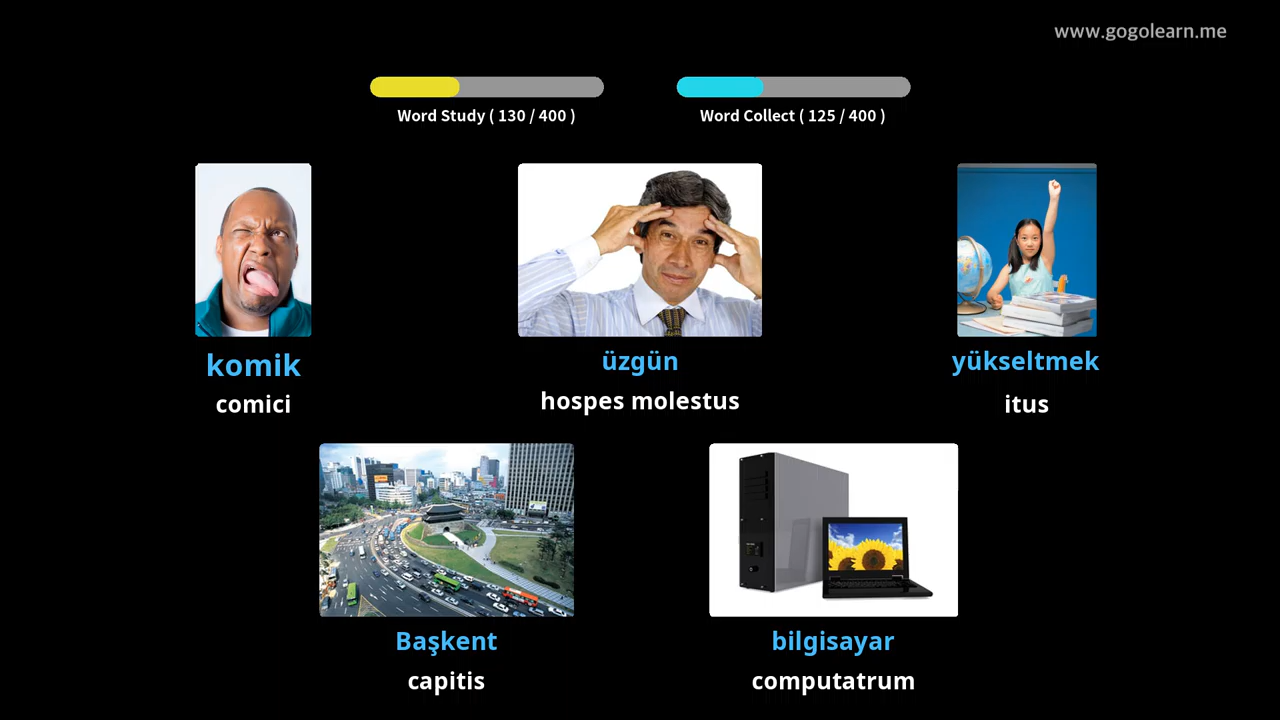 www.gogolearn.me
Word Study ( 130 / 400 )
Word Collect ( 125 / 400 )
komik
comici
üzgün
hospes molestus
yükseltmek
itus
Başkent
capitis
bilgisayar
computatrum